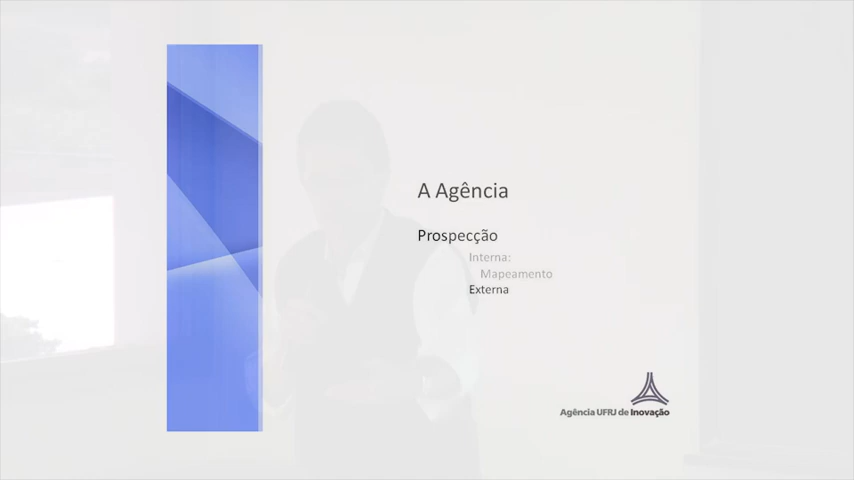 A Agência
Prospecção
Interna:
Mapeamento
Externa
Agência UFRJ de Inovação